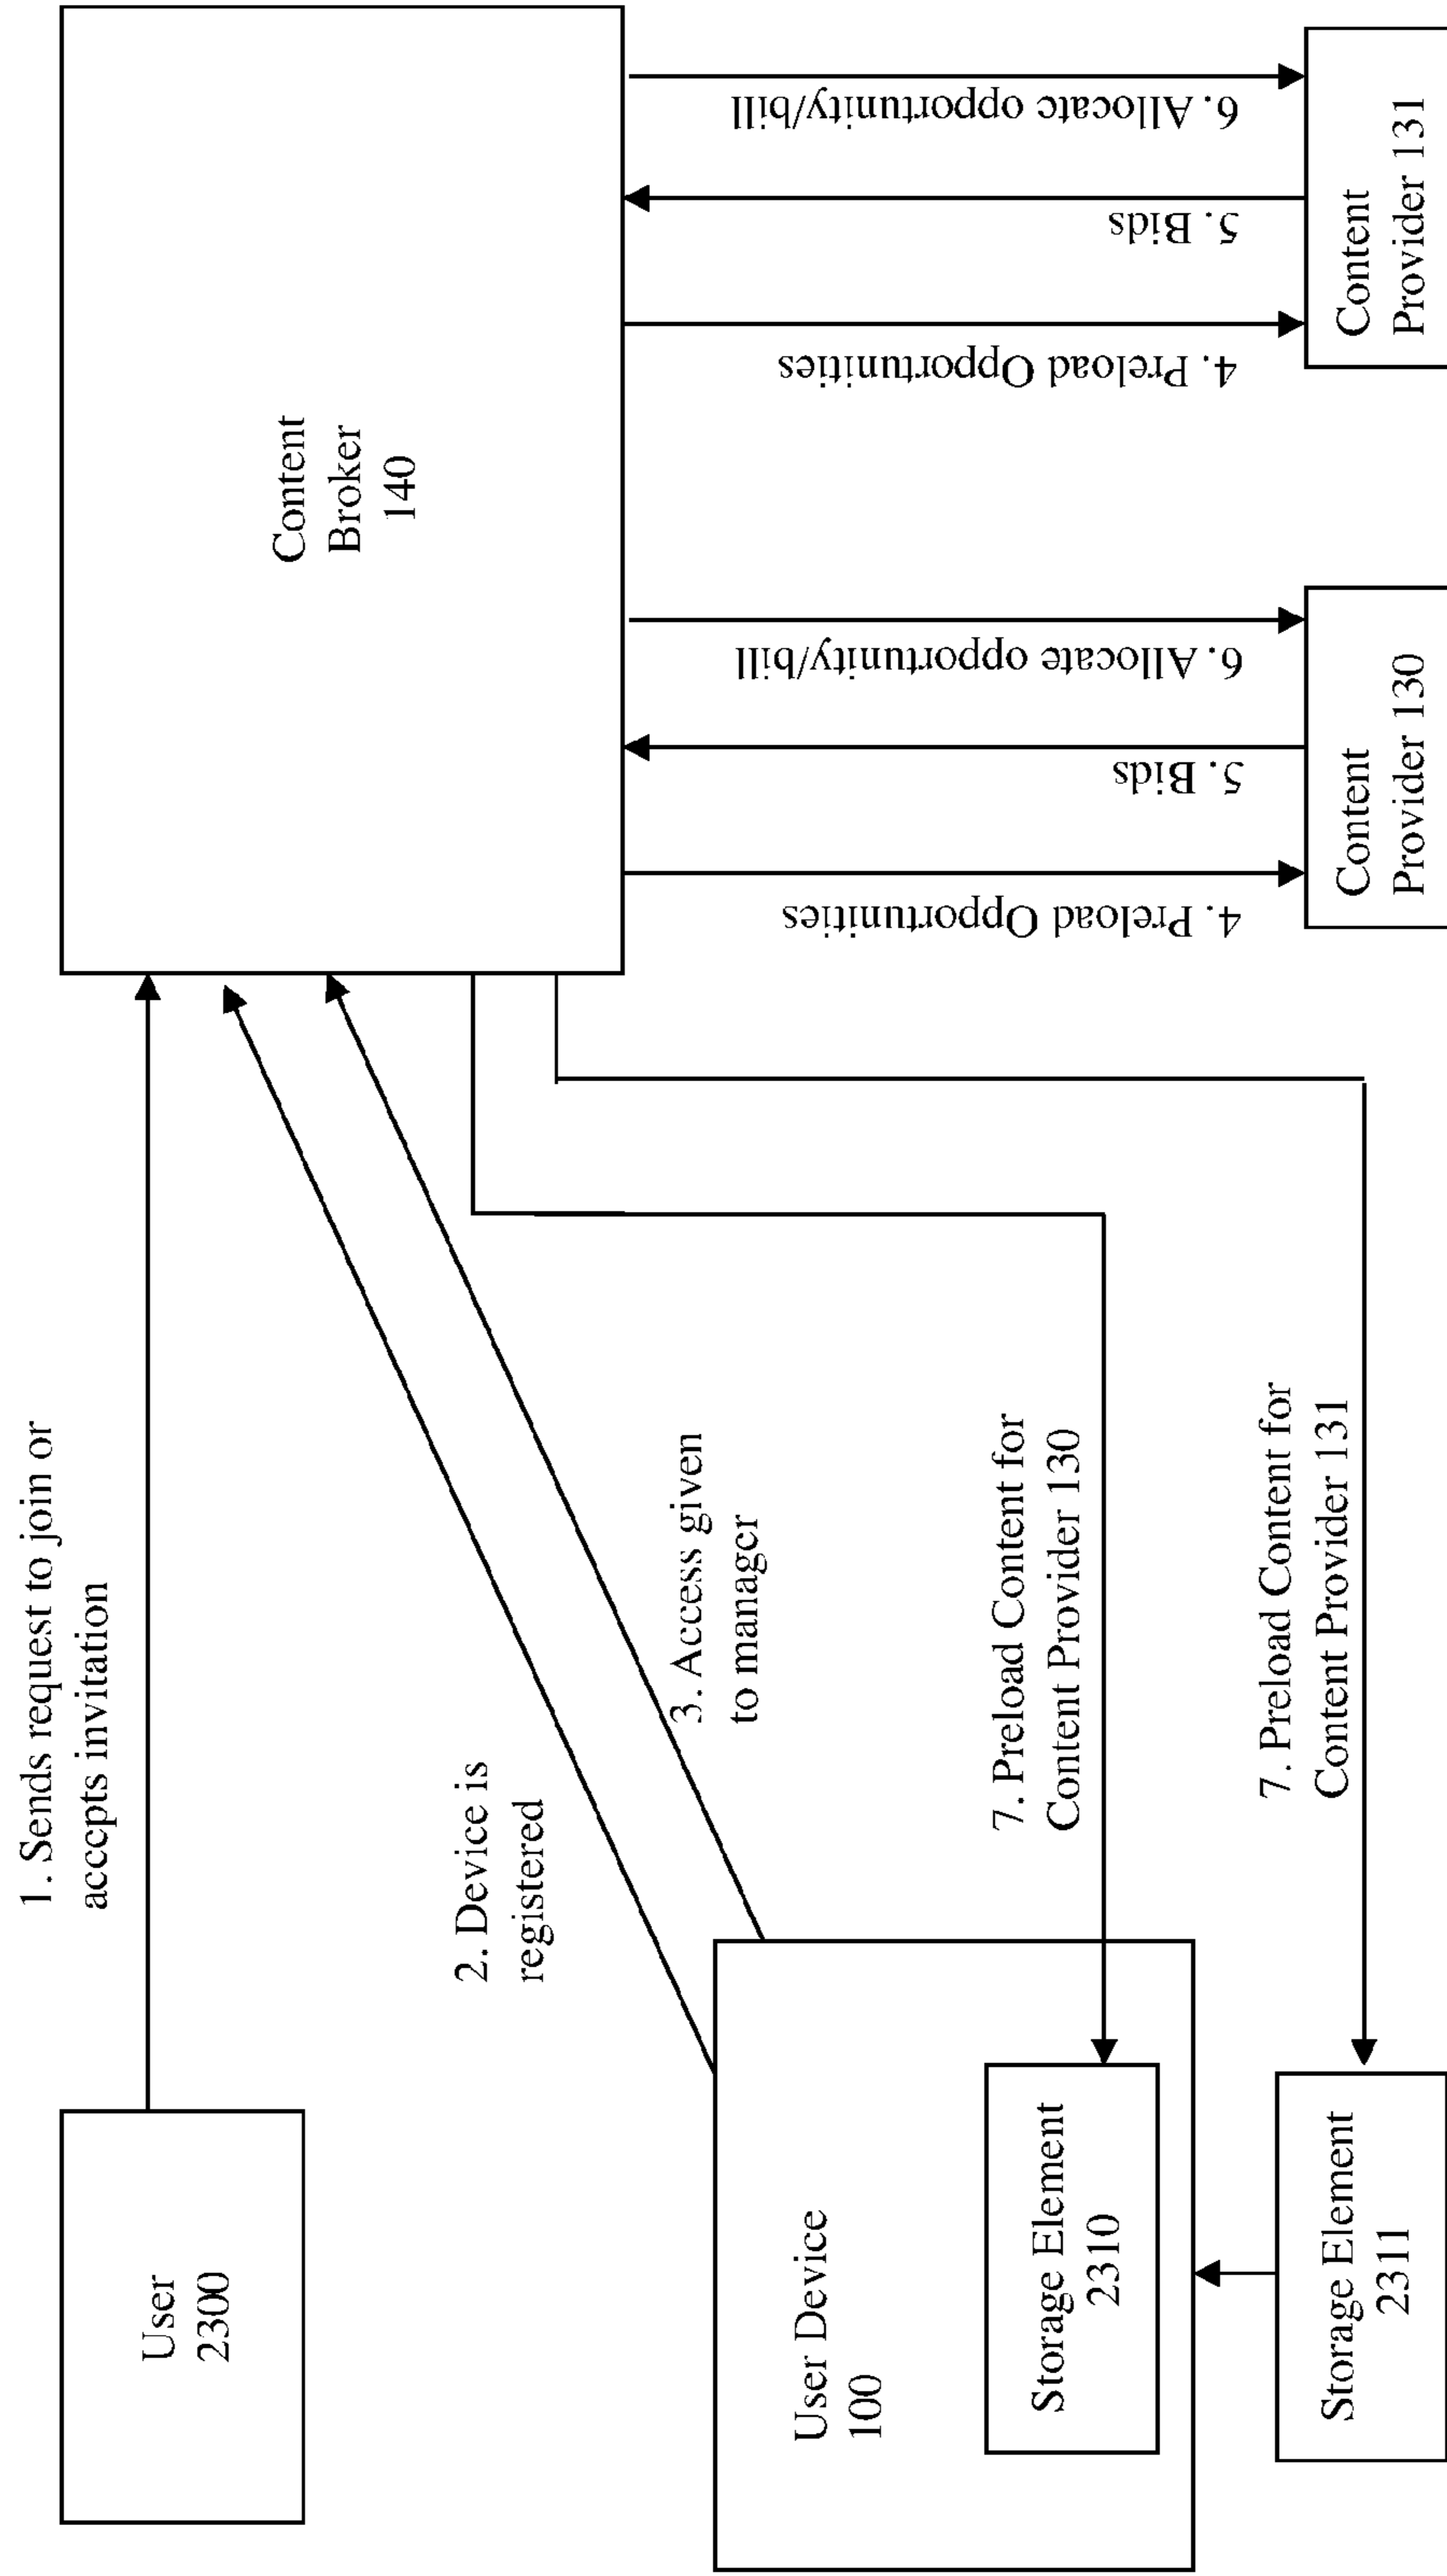 1. Sends request to join or
acccpts invitation
User
2300
Content
Broker
140
2. Device is
registered
3. Access given
to managcr
User Device
100
Storage Element
2310
7. Preload Content for
Content Provider 130
4. Preload Opportunities
5. Bids
6. Allocate opportunity/bill
4. Preload Opportunities
5. Bids
6. Allocate opportunity/bill
Storage Element
2311
7. Preload Content for
Content Provider 131
Content
Provider 130
Content
Provider 131